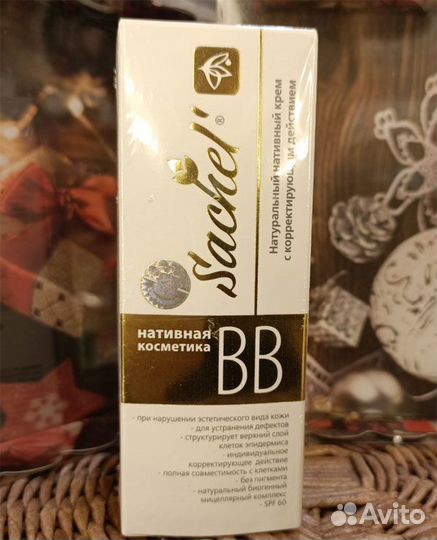 Sachel'®
Натуральный нативный крем
с корректирующим действием
нативная
косметика
BB
- при нарушении эстетического вида кожи
- для устранения дефектов
- структурирует верхний слой
клеток эпидермиса
- индивидуальное
корректирующее действие
- полная совместимость с клетками
- без пигмента
- натуральный биогенный
мицеллярный комплекс
- SPF 60
Avito